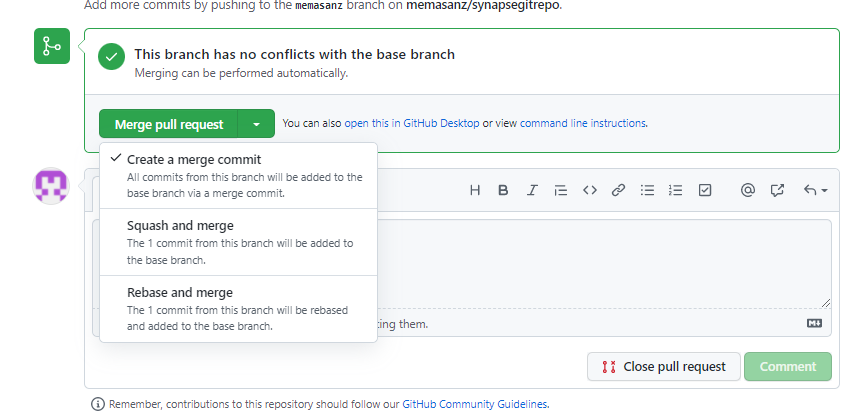 Add more commits by pushing to the memasanz branch on memasanz/synapsegitrepo.
This branch has no conflicts with the base branch
Merging can be performed automatically.
Merge pull request
You can also open this in GitHub Desktop or view command line instructions.
Create a merge commit
All commits from this branch will be added to the
base branch via a merge commit.
Squash and merge
The 1 commit from this branch will be added to
the base branch.
Rebase and merge
The 1 commit from this branch will be rebased
and added to the base branch.
H B I
ing them.
Close pull request
Comment
Remember, contributions to this repository should follow our GitHub Community Guidelines.